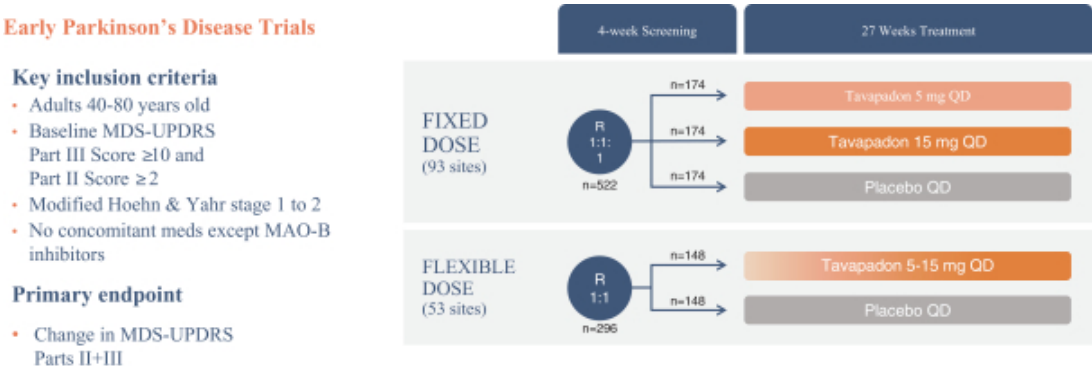 Early Parkinson's Disease Trials
Key inclusion criteria
• Adults 40-80 years old
• Baseline MDS-UPDRS
Part III Score ≥10 and
Part II Score ≥2
• Modified Hoehn & Yahr stage 1 to 2
• No concomitant meds except MAO-B
inhibitors
Primary endpoint
• Change in MDS-UPDRS
Parts II+III
4-week Screening
27 Weeks Treatment
FIXED
DOSE
(93 sites)
R
1:1:
1
n=522
n=174
Tavapadon 5 mg QD
n=174
Tavapadon 15 mg QD
n=174
Placebo QD
FLEXIBLE
DOSE
(53 sites)
R
1:1
n=296
n=148
Tavapadon 5-15 mg QD
n=148
Placebo QD